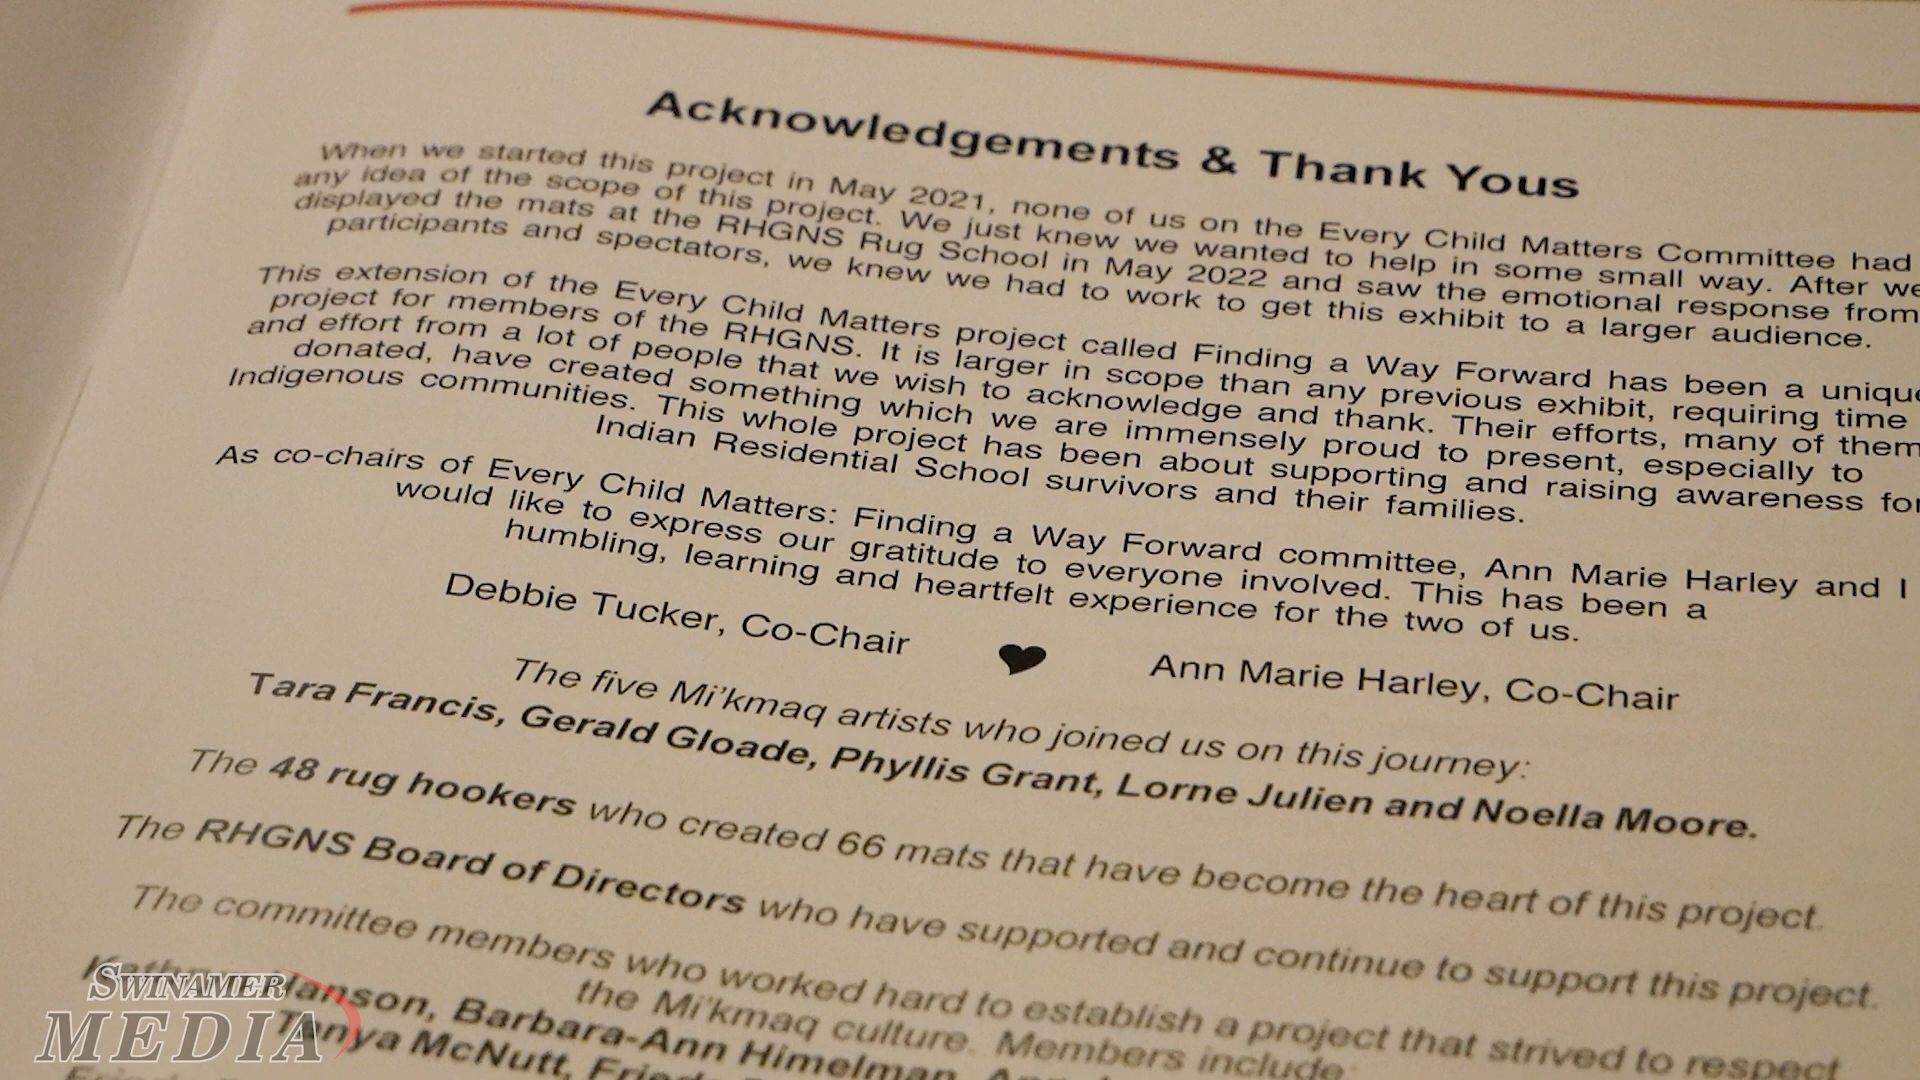 Acknowledgements & Thank Yous
When we started this project in May 2021, none of us on the Every Child Matters Committee had
any idea of the scope of this project. We just knew we wanted to help in some small way. After we
displayed the mats at the RHGNS Rug School in May 2022 and saw the emotional response from
participants and spectators, we knew we had to work to get this exhibit to a larger audience.
This extension of the Every Child Matters project called Finding a Way Forward has been a unique
project for members of the RHGNS. It is larger in scope than any previous exhibit, requiring time
and effort from a lot of people that we wish to acknowledge and thank. Their efforts, many of them
donated, have created something which we are immensely proud to present, especially to
Indigenous communities. This whole project has been about supporting and raising awareness for
Indian Residential School survivors and their families.
As co-chairs of Every Child Matters: Finding a Way Forward committee, Ann Marie Harley and I
would like to express our gratitude to everyone involved. This has been a
humbling, learning and heartfelt experience for the two of us.
Debbie Tucker, Co-Chair Ann Marie Harley, Co-Chair
The five Mi'kmaq artists who joined us on this journey:
Tara Francis, Gerald Gloade, Phyllis Grant, Lorne Julien and Noella Moore.
The 48 rug hookers who created 66 mats that have become the heart of this project.
The RHGNS Board of Directors who have supported and continue to support this project.
The committee members who worked hard to establish a project that strived to respect
the Mi'kmaq culture. Members include
Barbara-Ann Himelman,
Tanya McNutt,
SWINAMER
MEDIA